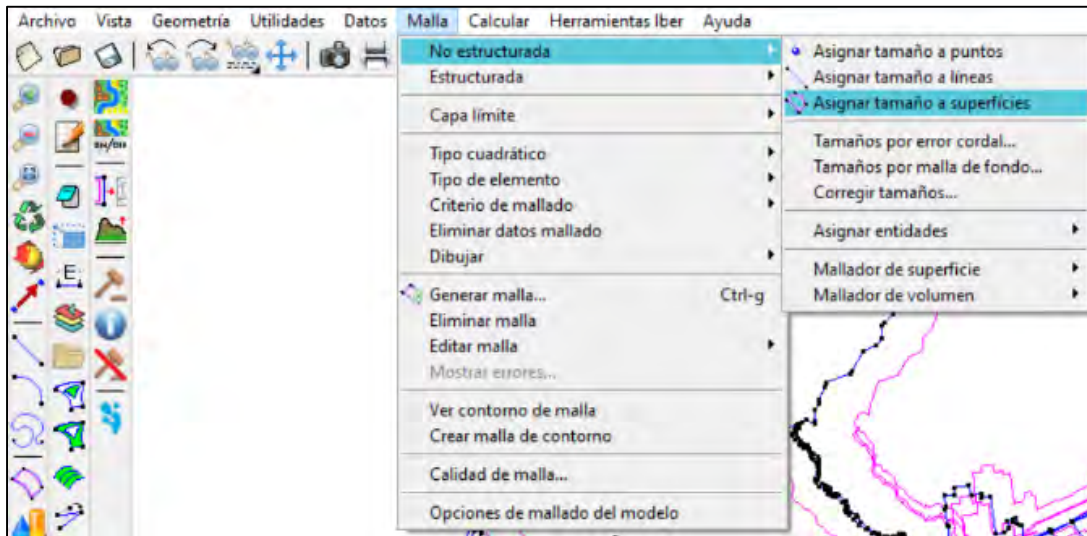 Archivo Vista Geometría Utilidades Datos Malla Calcular Herramientas Iber Ayuda
No estructurada
Estructurada
Capa límite
Tipo cuadrático
Tipo de elemento
Criterio de mallado
Eliminar datos mallado
Dibujar
Generar malla... Ctrl-g
Eliminar malla
Editar malla
Mostrar errores...
Ver contorno de malla
Crear malla de contorno
Calidad de malla...
Opciones de mallado del modelo
Asignar tamaño a puntos
Asignar tamaño a líneas
Asignar tamaño a superfícies
Tamaños por error cordal...
Tamaños por malla de fondo...
Corregir tamaños...
Asignar entidades
Mallador de superficie
Mallador de volumen
E